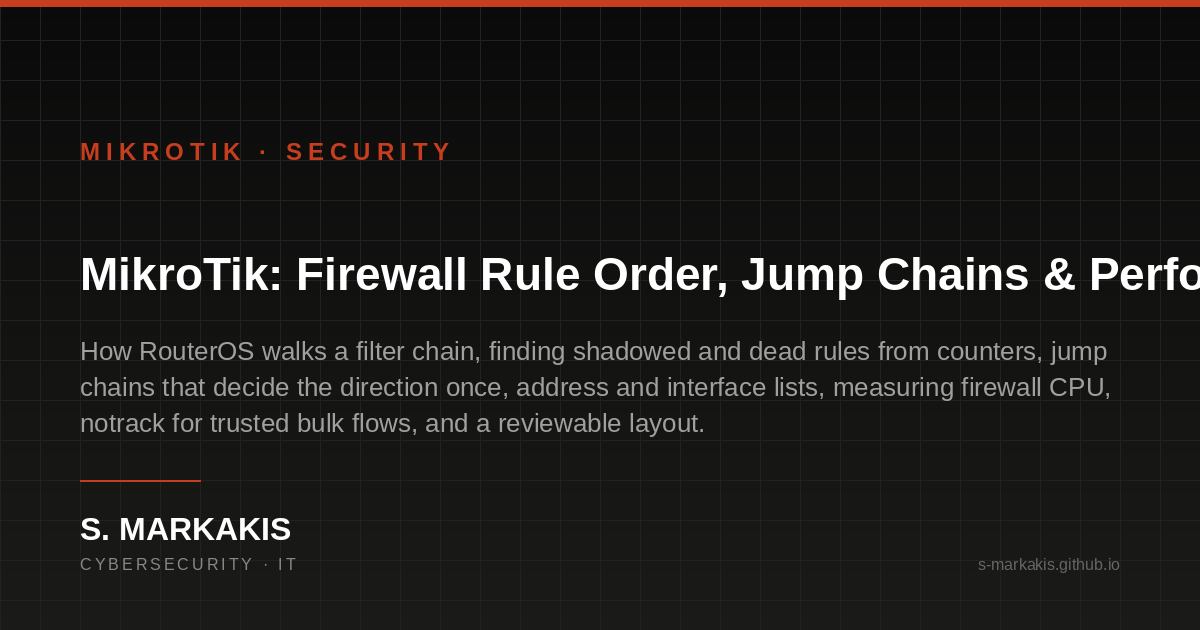 MIKROTIK · SECURITY
MikroTik: Firewall Rule Order, Jump Chains & Perfo
How RouterOS walks a filter chain, finding shadowed and dead rules from counters, jump
chains that decide the direction once, address and interface lists, measuring firewall CPU,
notrack for trusted bulk flows, and a reviewable layout.
S. MARKAKIS
CYBERSECURITY · IT
s-markakis.github.io